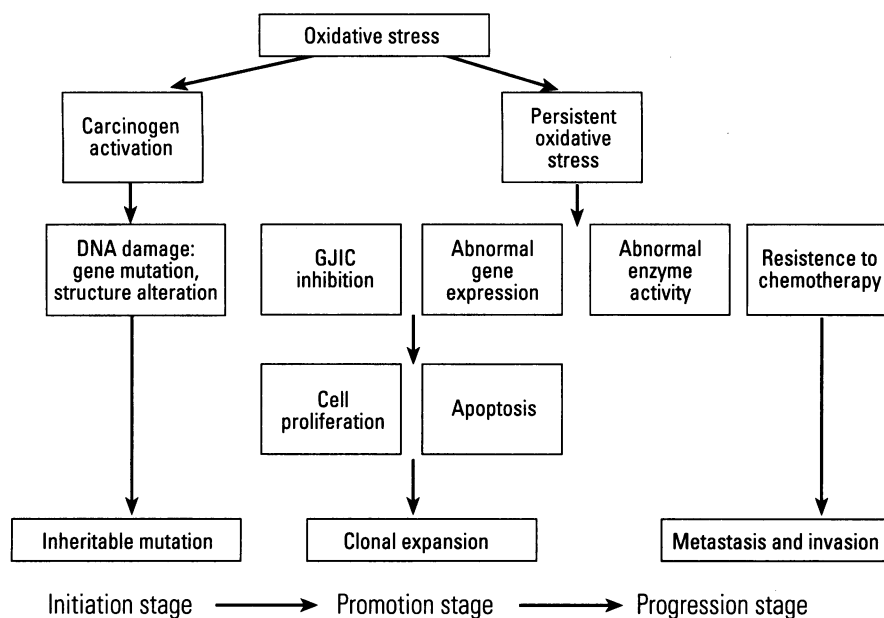 Oxidative stress
Carcinogen
activation
Persistent
oxidative
stress
DNA damage:
gene mutation,
structure alteration
GJIC
inhibition
Abnormal
gene
expression
Abnormal
enzyme
activity
Resistence to
chemotherapy
Cell
proliferation
Apoptosis
Inheritable mutation
Clonal expansion
Metastasis and invasion
Initiation stage
Promotion stage
Progression stage